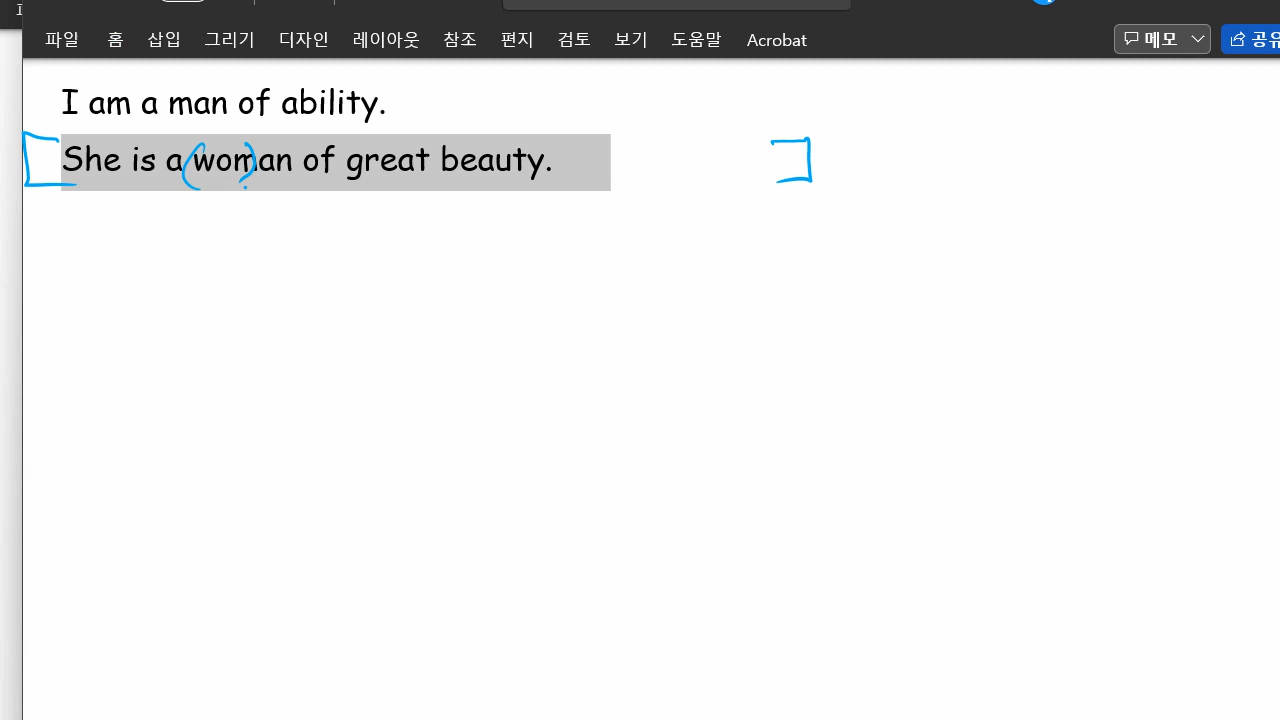 파일 홈 삽입 그리기 디자인 레이아웃 참조 편지 검토 보기 도움말 Acrobat 메모 공유
I am a man of ability.
She is a woman of great beauty.